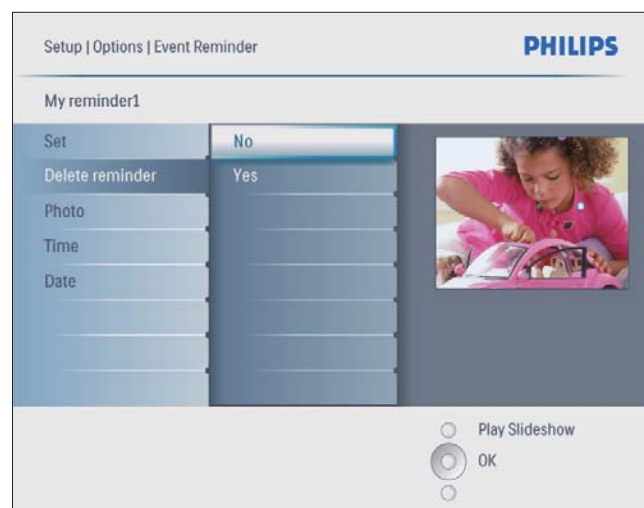 Setup | Options | Event Reminder
PHILIPS
My reminder1
Set
No
Delete reminder
Yes
Photo
Time
Date
Play Slideshow
OK